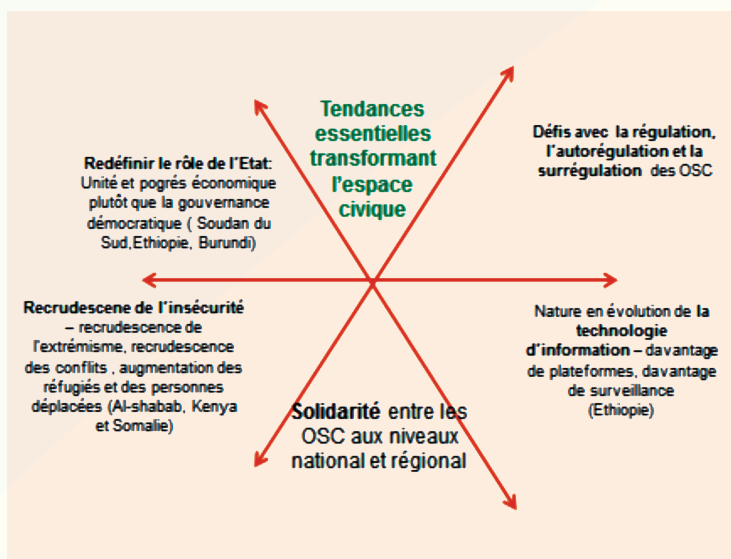 Tendances
essentielles
transformant
l'espace
civique
Redéfinir le rôle de l'Etat:
Unité et pogrés économique
plutôt que la gouvernance
démocratique ( Soudan du
Sud,Ethiopie, Burundi)
Défis avec la régulation,
l'autorégulation et la
surrégulation des OSC
Recrudescene de l'insécurité
– recrudescence de
l'extrémisme, recrudescence
des conflits , augmentation des
réfugiés et des personnes
déplacées (Al-shabab, Kenya
et Somalie)
Nature en évolution de la
technologie
d'information – davantage
de plateformes, davantage
de surveillance
(Ethiopie)
Solidarité entre les
OSC aux niveaux
national et régional